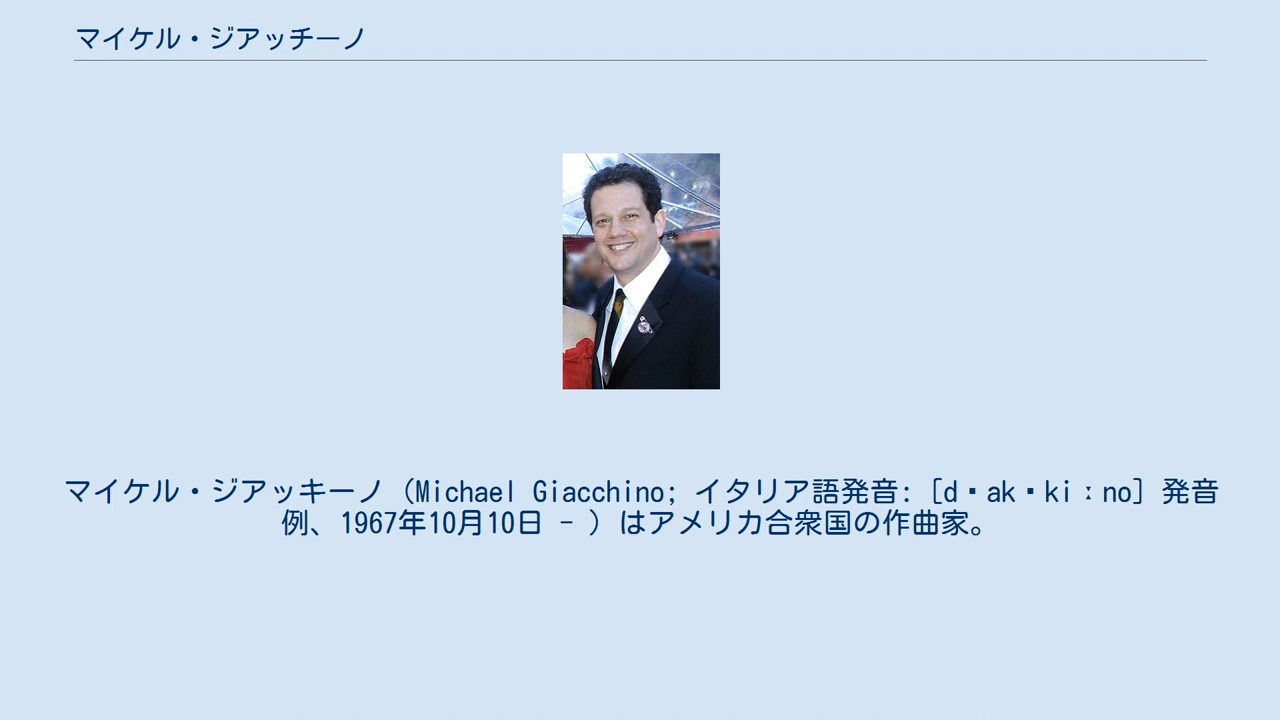 マイケル・ジアッチーノ
マイケル・ジアッキーノ（Michael Giacchino; イタリア語発音: [d・ak・kiːno] 発音
例、1967年10月10日 - ）はアメリカ合衆国の作曲家。